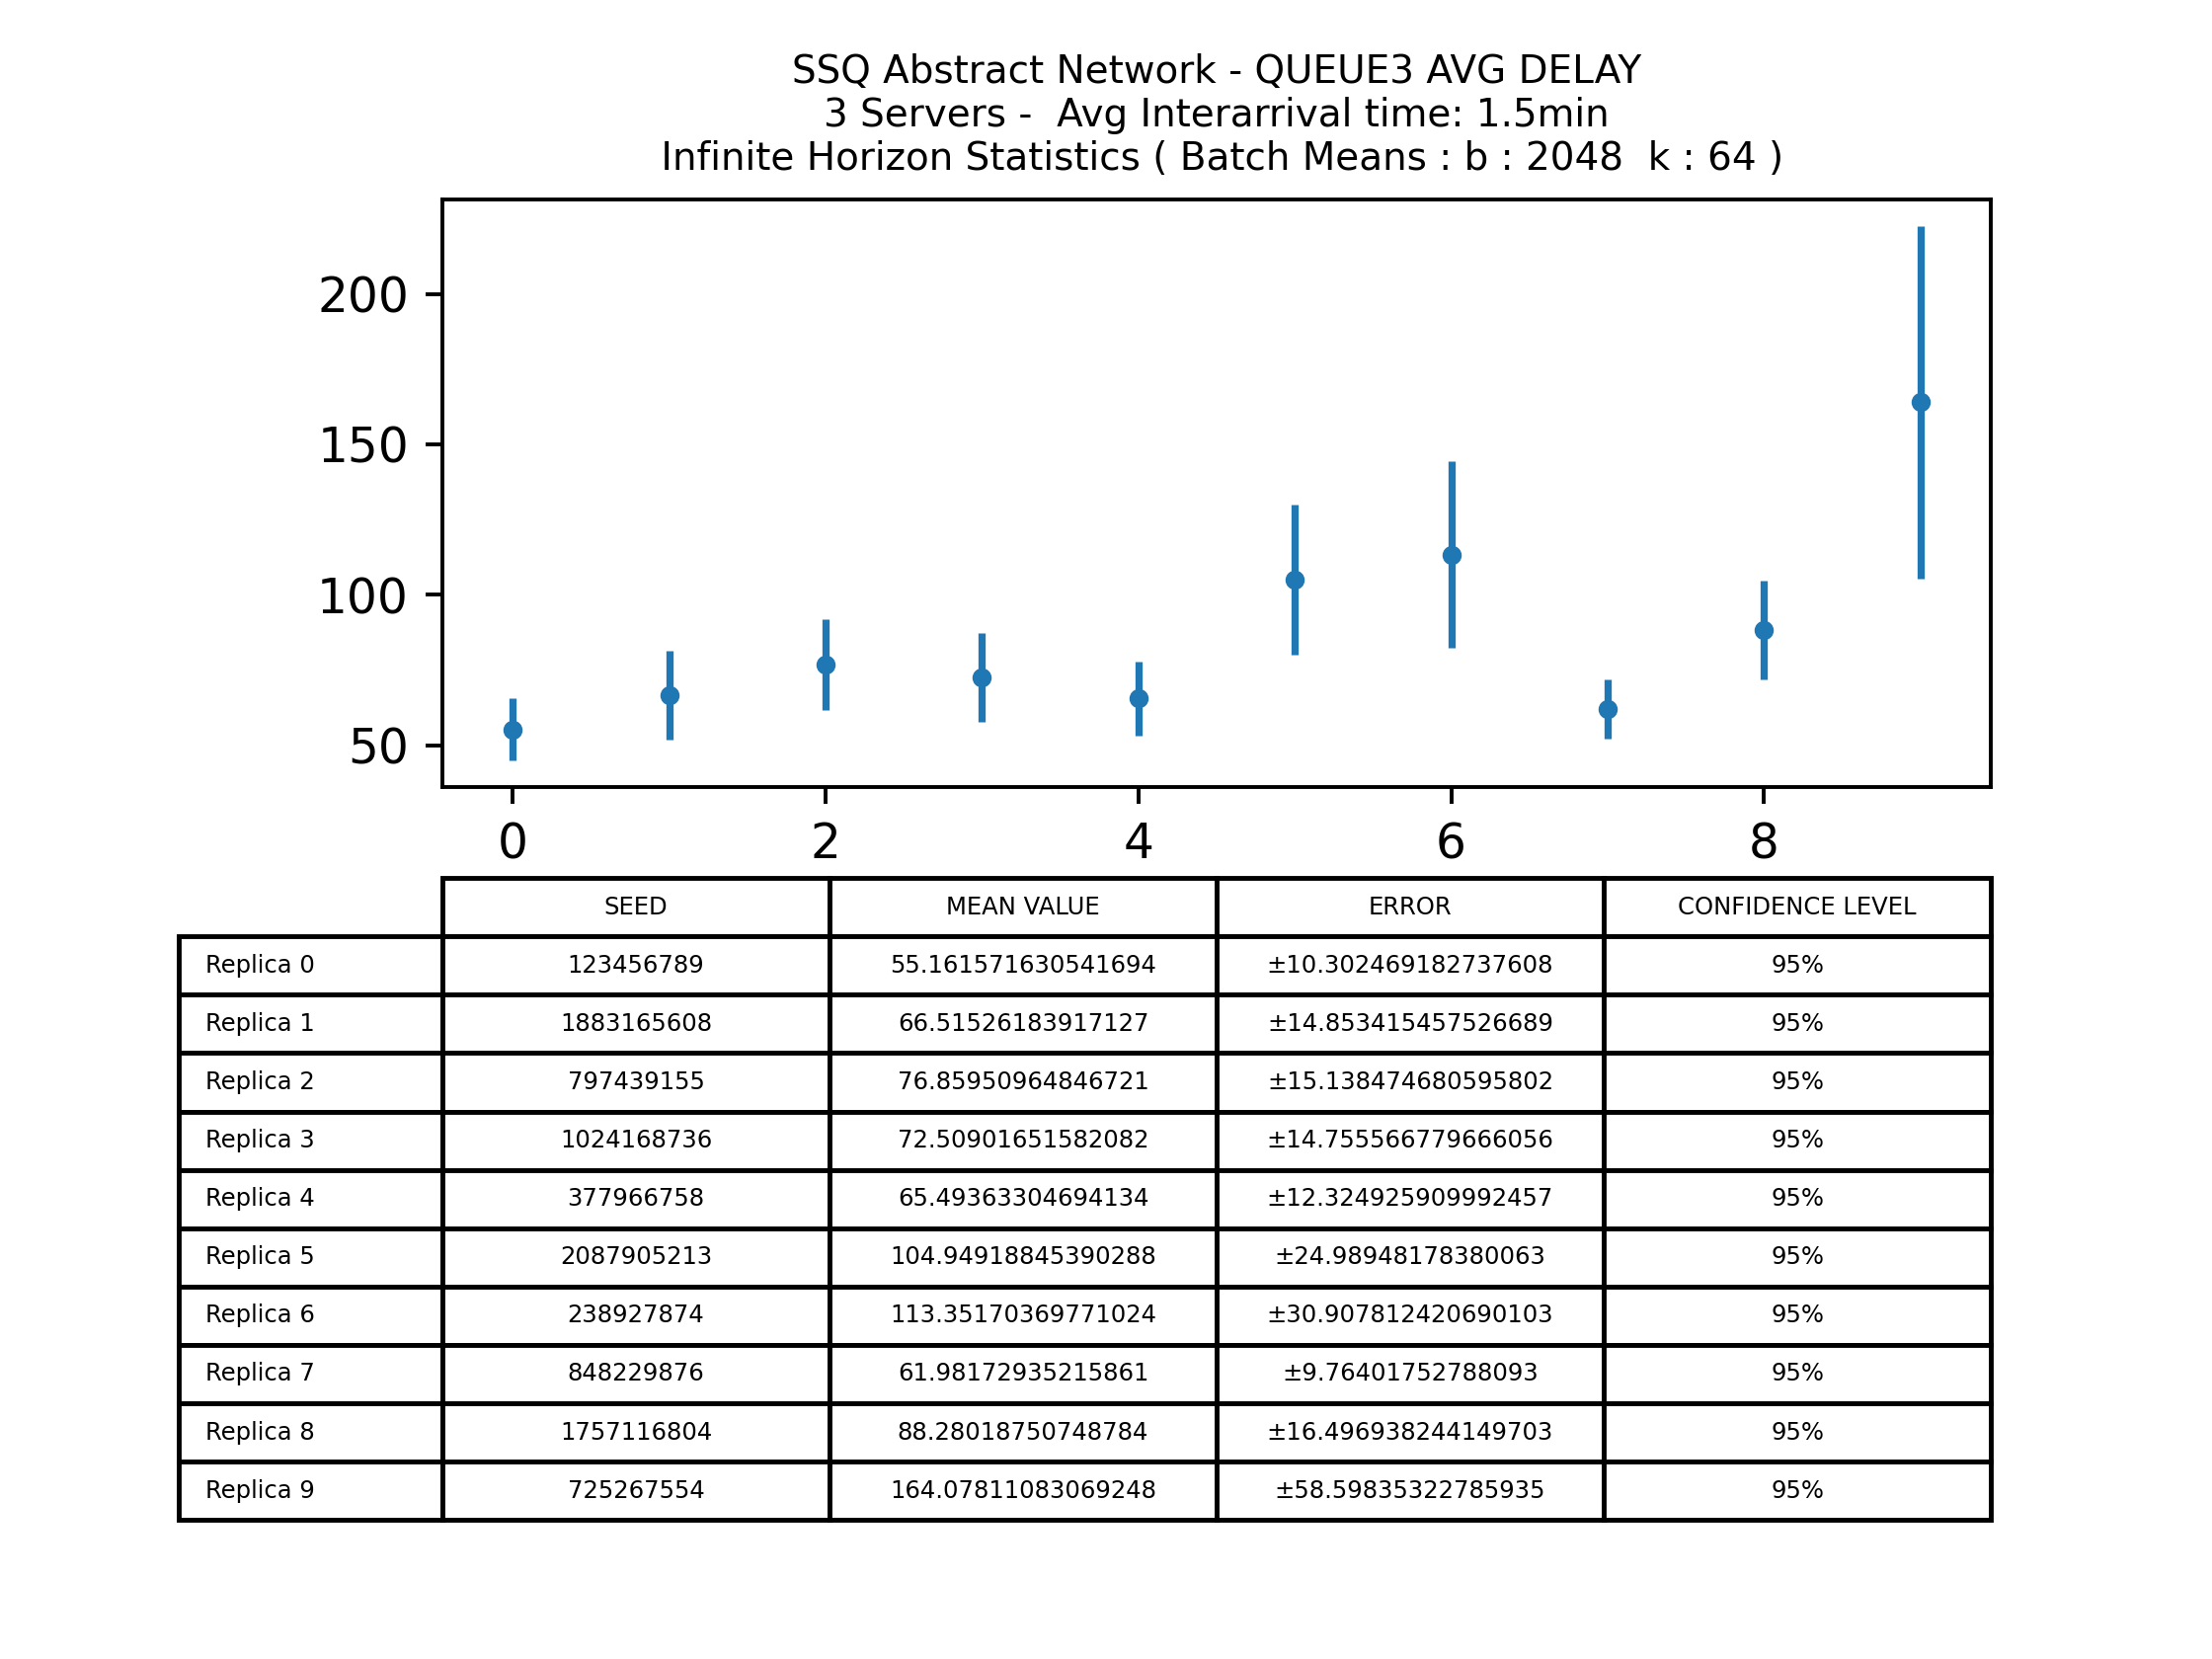 SSQ Abstract Network - QUEUE3 AVG DELAY
3 Servers -  Avg Interarrival time: 1.5min
Infinite Horizon Statistics ( Batch Means : b : 2048  k : 64 )
200
150
100
50
0 2 4 6 8
SEED MEAN VALUE ERROR CONFIDENCE LEVEL
Replica 0 123456789 55.161571630541694 ±10.302469182737608 95%
Replica 1 1883165608 66.51526183917127 ±14.853415457526689 95%
Replica 2 797439155 76.85950964846721 ±15.138474680595802 95%
Replica 3 1024168736 72.50901651582082 ±14.755566779666056 95%
Replica 4 377966758 65.49363304694134 ±12.324925909992457 95%
Replica 5 2087905213 104.94918845390288 ±24.98948178380063 95%
Replica 6 238927874 113.35170369771024 ±30.907812420690103 95%
Replica 7 848229876 61.98172935215861 ±9.76401752788093 95%
Replica 8 1757116804 88.28018750748784 ±16.496938244149703 95%
Replica 9 725267554 164.07811083069248 ±58.59835322785935 95%